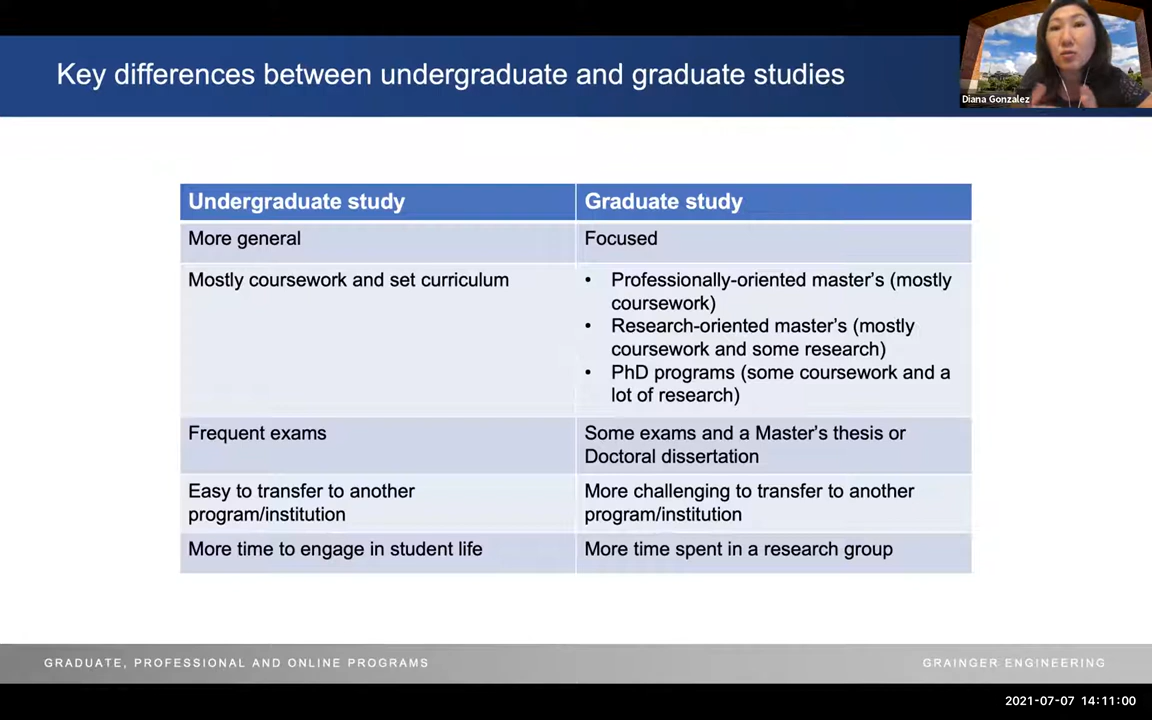 Key differences between undergraduate and graduate studies
Diana Gonzalez
Undergraduate study
Graduate study
More general
Focused
Mostly coursework and set curriculum
• Professionally-oriented master's (mostly
coursework)
• Research-oriented master's (mostly
coursework and some research)
• PhD programs (some coursework and a
lot of research)
Frequent exams
Some exams and a Master's thesis or
Doctoral dissertation
Easy to transfer to another
program/institution
More challenging to transfer to another
program/institution
More time to engage in student life
More time spent in a research group
GRADUATE, PROFESSIONAL AND ONLINE PROGRAMS
GRAINGER ENGINEERING
2021-07-07 14:11:00